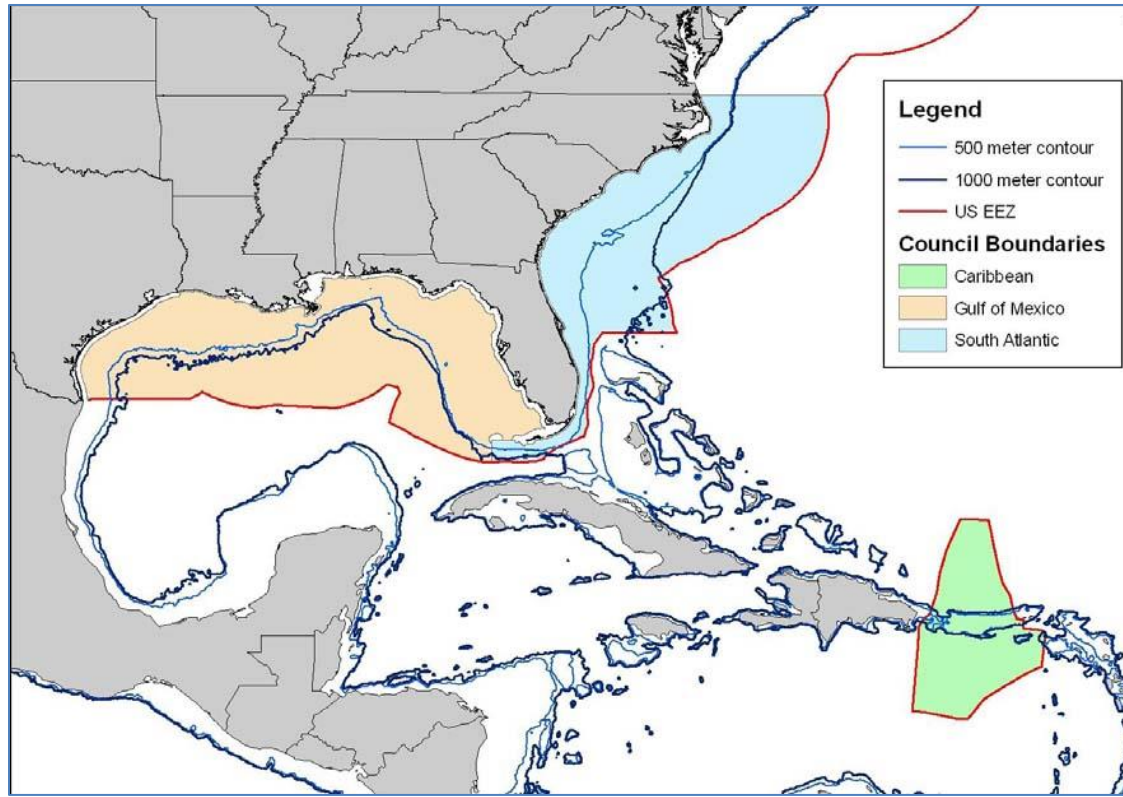 Legend
500 meter contour
1000 meter contour
US EEZ
Council Boundaries
Caribbean
Gulf of Mexico
South Atlantic